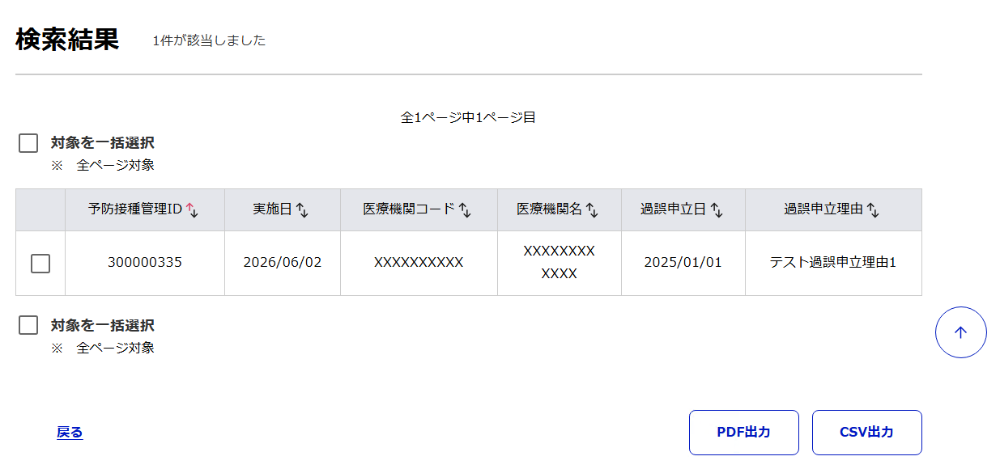 検索結果 1件が該当しました
全1ページ中1ページ目
対象を一括選択
※　全ページ対象
予防接種管理ID 実施日 医療機関コード 医療機関名 過誤申立日 過誤申立理由
300000335 2026/06/02 XXXXXXXXXX XXXXXXXX 2025/01/01 テスト過誤申立理由1
XXXX
対象を一括選択
※　全ページ対象
戻る PDF出力 CSV出力